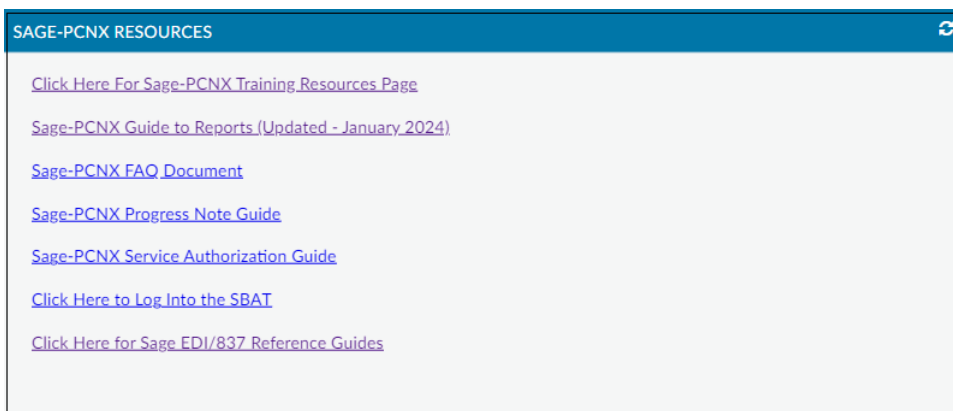 SAGE-PCNX RESOURCES
Click Here For Sage-PCNX Training Resources Page
Sage-PCNX Guide to Reports (Updated - January 2024)
Sage-PCNX FAQ Document
Sage-PCNX Progress Note Guide
Sage-PCNX Service Authorization Guide
Click Here to Log Into the SBAT
Click Here for Sage EDI/837 Reference Guides